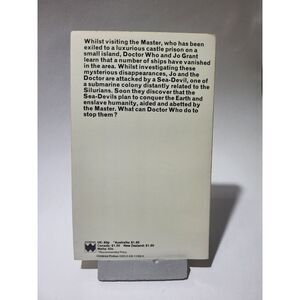 Whilst visiting the Master, who has been
exiled to a luxurious castle prison on a
small island, Doctor Who and Jo Grant
learn that a number of ships have vanished
in the area. Whilst investigating these
mysterious disappearances, Jo and the
Doctor are attacked by a Sea-Devil, one of
a submarine colony distantly related to the
Silurians. Soon they discover that the
Sea-Devils plan to conquer the Earth and
enslave humanity, aided and abetted by
the Master. What can Doctor Who do to
stop them?